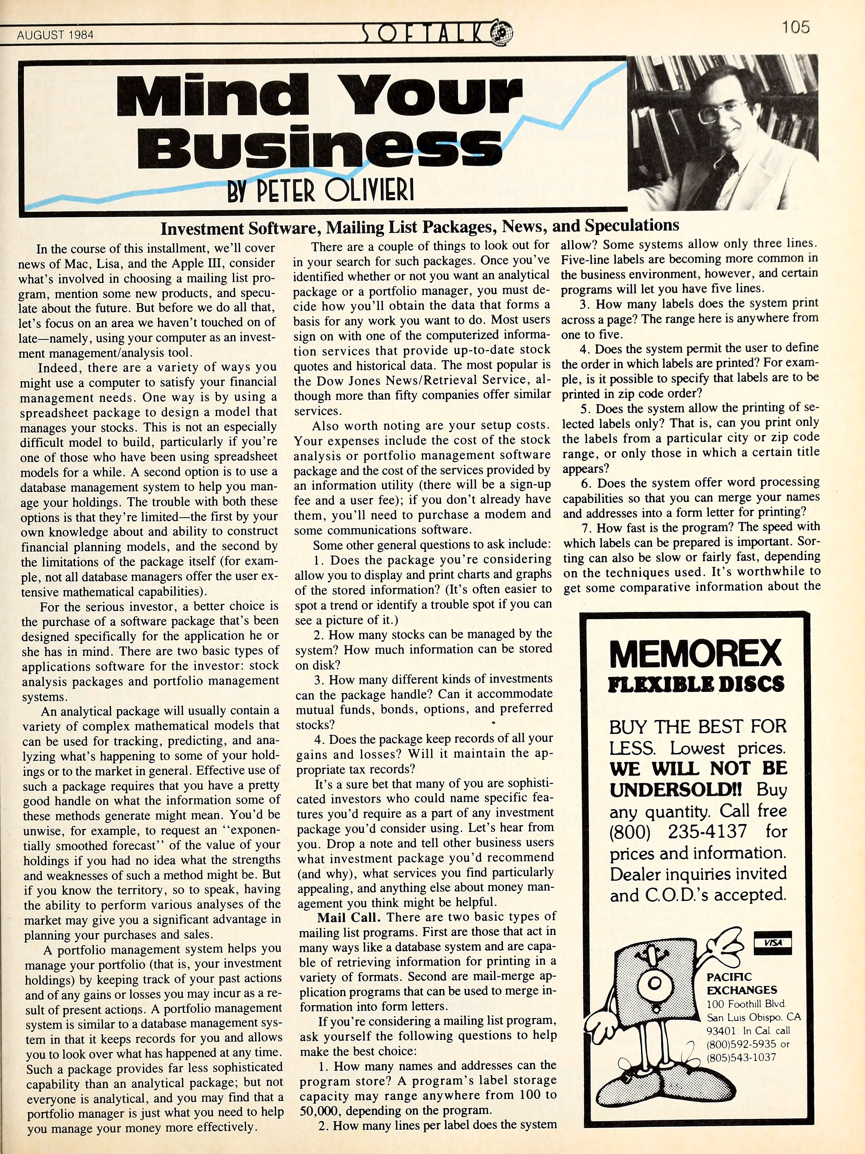 AUGUST 1984
SOFTALK
105
Mind Your
Business
BY PETER OLIVIERI
Investment Software, Mailing List Packages, News, and Speculations
In the course of this installment, we'll cover
news of Mac, Lisa, and the Apple III, consider
what's involved in choosing a mailing list pro-
gram, mention some new products, and specu-
late about the future. But before we do all that,
let's focus on an area we haven't touched on of
late—namely, using your computer as an invest-
ment management/analysis tool.
Indeed, there are a variety of ways you
might use a computer to satisfy your financial
management needs. One way is by using a
spreadsheet package to design a model that
manages your stocks. This is not an especially
difficult model to build, particularly if you're
one of those who have been using spreadsheet
models for a while. A second option is to use a
database management system to help you man-
age your holdings. The trouble with both these
options is that they're limited—the first by your
own knowledge about and ability to construct
financial planning models, and the second by
the limitations of the package itself (for exam-
ple, not all database managers offer the user ex-
tensive mathematical capabilities).
For the serious investor, a better choice is
the purchase of a software package that's been
designed specifically for the application he or
she has in mind. There are two basic types of
applications software for the investor: stock
analysis packages and portfolio management
systems.
An analytical package will usually contain a
variety of complex mathematical models that
can be used for tracking, predicting, and ana-
lyzing what's happening to some of your hold-
ings or to the market in general. Effective use of
such a package requires that you have a pretty
good handle on what the information some of
these methods generate might mean. You'd be
unwise, for example, to request an ‘‘exponen-
tially smoothed forecast’’ of the value of your
holdings if you had no idea what the strengths
and weaknesses of such a method might be. But
if you know the territory, so to speak, having
the ability to perform various analyses of the
market may give you a significant advantage in
planning your purchases and sales.
A portfolio management system helps you
manage your portfolio (that is, your investment
holdings) by keeping track of your past actions
and of any gains or losses you may incur as a re-
sult of present actions. A portfolio management
system is similar to a database management sys-
tem in that it keeps records for you and allows
you to look over what has happened at any time.
Such a package provides far less sophisticated
capability than an analytical package; but not
everyone is analytical, and you may find that a
portfolio manager is just what you need to help
you manage your money more effectively.
There are a couple of things to look out for
in your search for such packages. Once you've
identified whether or not you want an analytical
package or a portfolio manager, you must de-
cide how you'll obtain the data that forms a
basis for any work you want to do. Most users
sign on with one of the computerized informa-
tion services that provide up-to-date stock
quotes and historical data. The most popular is
the Dow Jones News/Retrieval Service, al-
though more than fifty companies offer similar
services.
Also worth noting are your setup costs.
Your expenses include the cost of the stock
analysis or portfolio management software
package and the cost of the services provided by
an information utility (there will be a sign-up
fee and a user fee); if you don't already have
them, you'll need to purchase a modem and
some communications software.
Some other general questions to ask include:
1. Does the package you're considering
allow you to display and print charts and graphs
of the stored information? (It's often easier to
spot a trend or identify a trouble spot if you can
see a picture of it.)
2. How many stocks can be managed by the
system? How much information can be stored
on disk?
3. How many different kinds of investments
can the package handle? Can it accommodate
mutual funds, bonds, options, and preferred
stocks?
4. Does the package keep records of all your
gains and losses? Will it maintain the ap-
propriate tax records?
It's a sure bet that many of you are sophisti-
cated investors who could name specific fea-
tures you'd require as a part of any investment
package you'd consider using. Let's hear from
you. Drop a note and tell other business users
what investment package you'd recommend
(and why), what services you find particularly
appealing, and anything else about money man-
agement you think might be helpful.
Mail Call. There are two basic types of
mailing list programs. First are those that act in
many ways like a database system and are capa-
ble of retrieving information for printing in a
variety of formats. Second are mail-merge ap-
plication programs that can be used to merge in-
formation into form letters.
If you're considering a mailing list program,
ask yourself the following questions to help
make the best choice:
1. How many names and addresses can the
program store? A program's label storage
capacity may range anywhere from 100 to
50,000, depending on the program.
2. How many lines per label does the system
allow? Some systems allow only three lines.
Five-line labels are becoming more common in
the business environment, however, and certain
programs will let you have five lines.
3. How many labels does the system print
across a page? The range here is anywhere from
one to five.
4. Does the system permit the user to define
the order in which labels are printed? For exam-
ple, is it possible to specify that labels are to be
printed in zip code order?
5. Does the system allow the printing of se-
lected labels only? That is, can you print only
the labels from a particular city or zip code
range, or only those in which a certain title
appears?
6. Does the system offer word processing
capabilities so that you can merge your names
and addresses into a form letter for printing?
7. How fast is the program? The speed with
which labels can be prepared is important. Sor-
ting can also be slow or fairly fast, depending
on the techniques used. It's worthwhile to
get some comparative information about the
MEMOREX
FLEXIBLE DISCS
BUY THE BEST FOR
LESS. Lowest prices.
WE WILL NOT BE
UNDERSOLD!! Buy
any quantity. Call free
(800) 235-4137 for
prices and information.
Dealer inquiries invited
and C.O.D.'s accepted.
VISA
PACIFIC
EXCHANGES
100 Foothill Blvd.
San Luis Obispo, CA
93401. In Cal. call
(800)592-5935 or
(805)543-1037